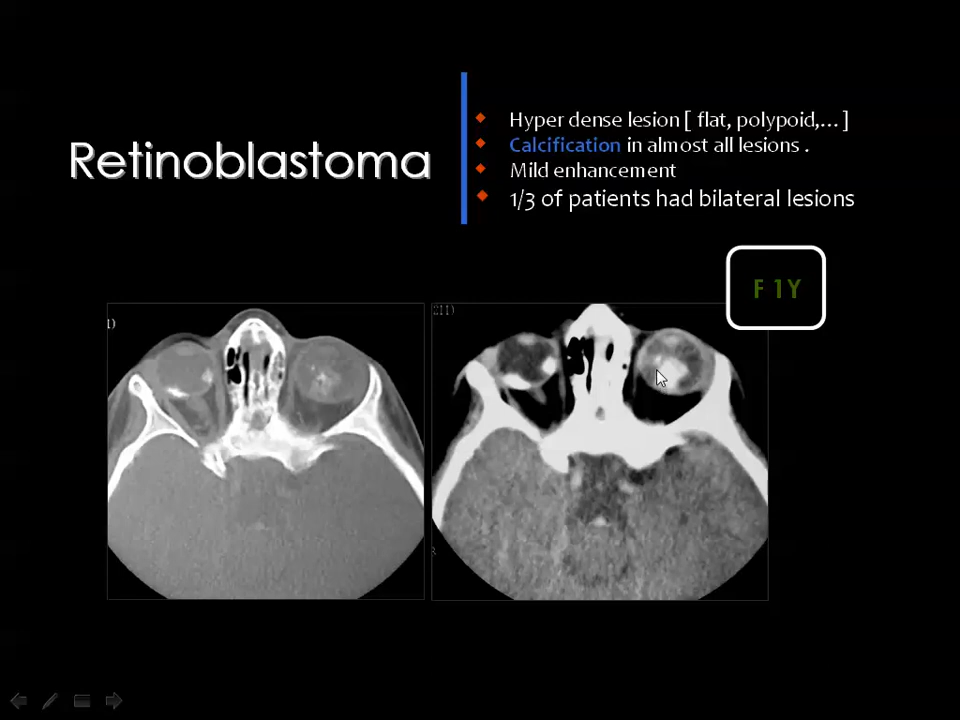 Retinoblastoma
Hyper dense lesion [ flat, polypoid,... ]
Calcification in almost all lesions .
Mild enhancement
1/3 of patients had bilateral lesions
F 1Y
R